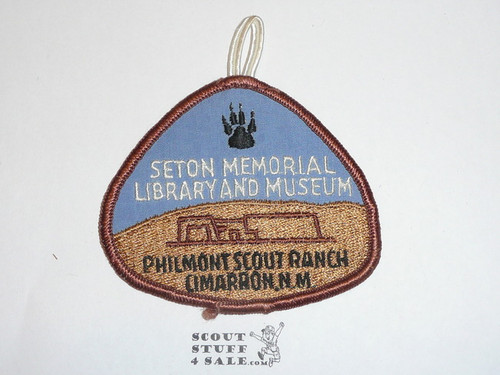 SETON MEMORIAL
LIBRARY AND MUSEUM
PHILMONT SCOUT RANCH
CIMARRON, N.M
SCOUT
STUFF
4 SALE.com